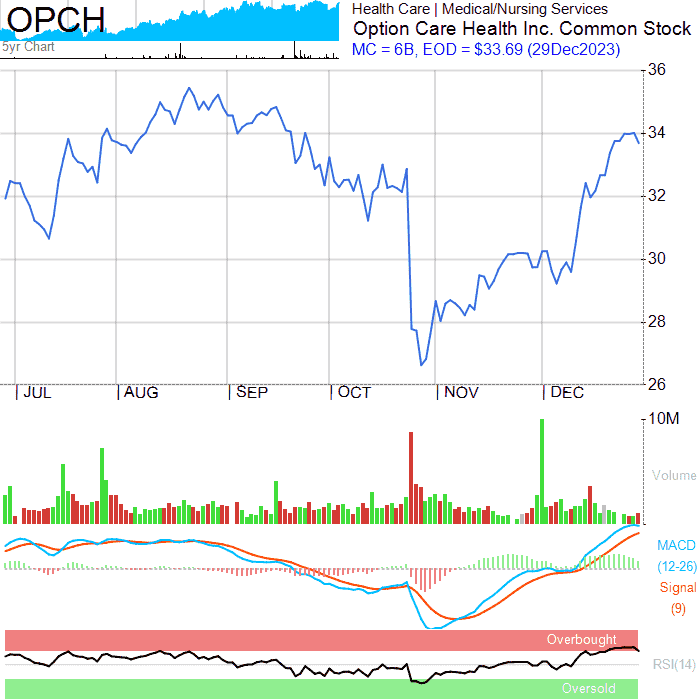 OPCH
5yr Chart
Health Care | Medical/Nursing Services
Option Care Health Inc. Common Stock
MC = 6B, EOD = $33.69 (29Dec2023)
36
34
32
30
28
26
JUL AUG SEP OCT NOV DEC
10M
Volume
MACD
(12-26)
Signal
(9)
Overbought
RSI(14)
Oversold